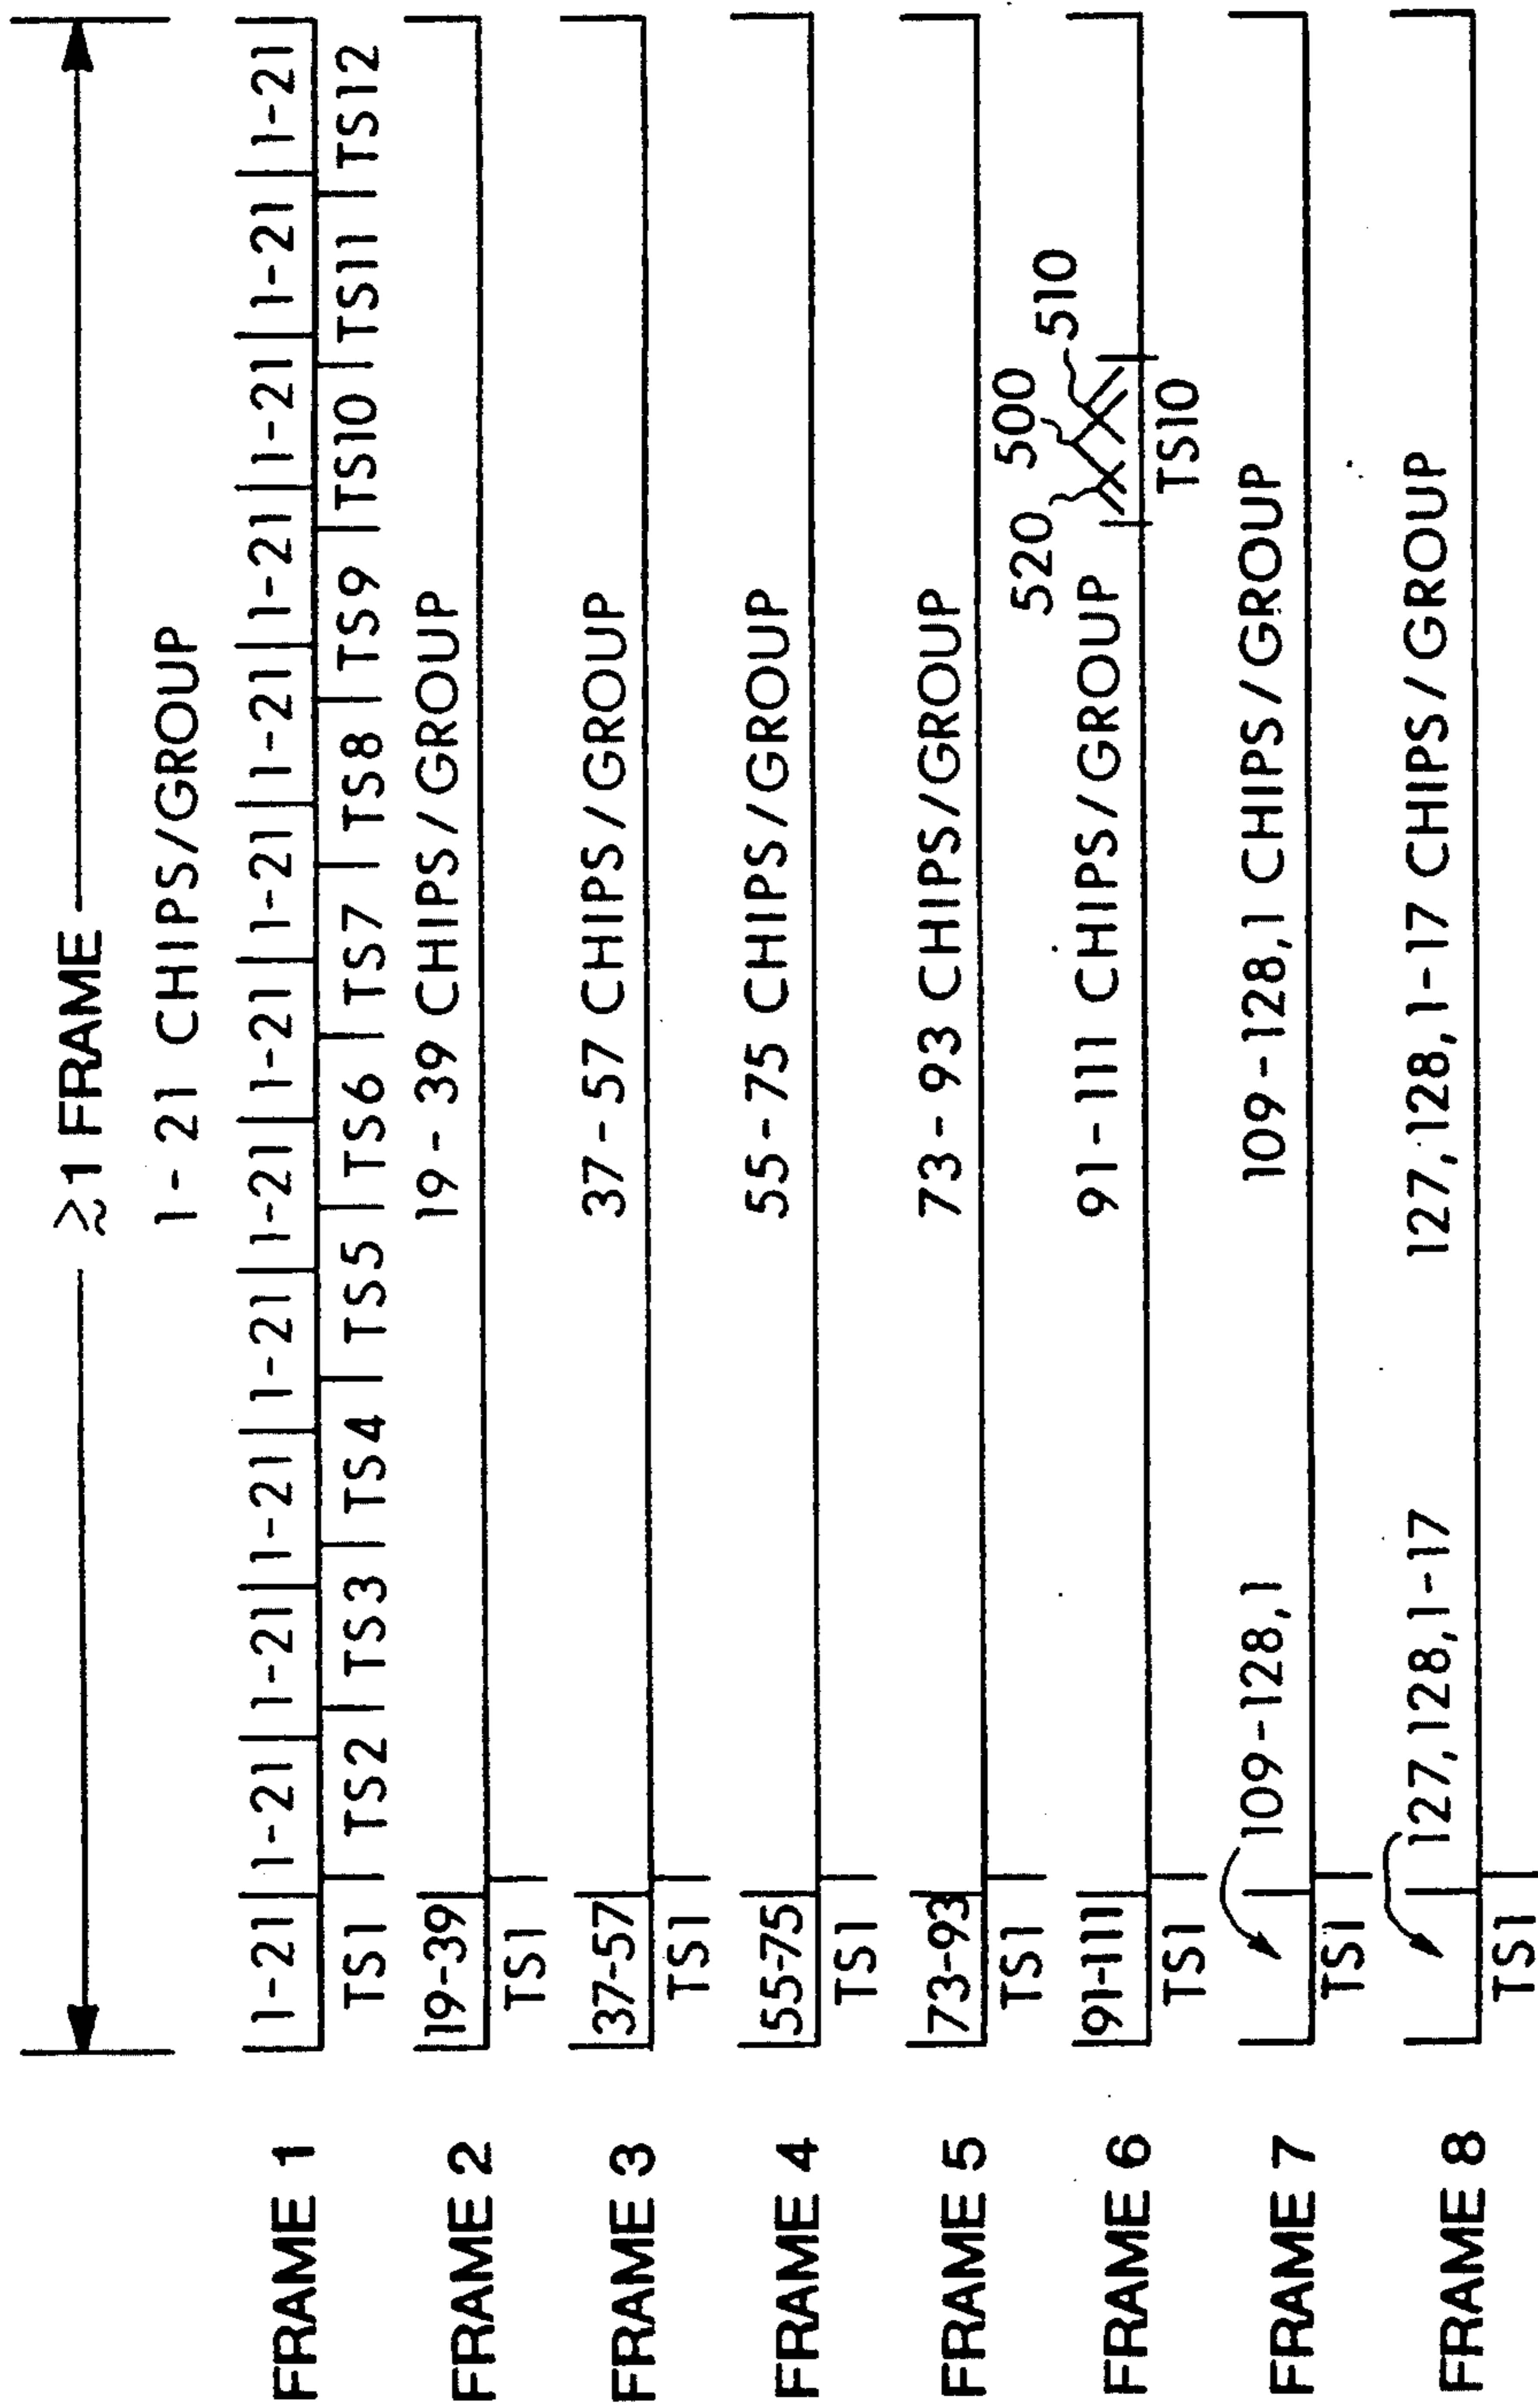 ≳1 FRAME
1-21 CHIPS/GROUP
FRAME 1
1-21 1-21 1-21 1-21 1-21 1-21 1-21 1-21 1-21 1-21 1-21 1-21 1-21
TS1 TS2 TS3 TS4 TS5 TS6 TS7 TS8 TS9 TS10 TS11 TS12
FRAME 2
19-39
19-39 CHIPS/GROUP
TS1
FRAME 3
37-57
37-57 CHIPS/GROUP
TS1
FRAME 4
55-75
55-75 CHIPS/GROUP
TS1
FRAME 5
73-93
73-93 CHIPS/GROUP
TS1
FRAME 6
91-111
91-111 CHIPS/GROUP
520 500 510
TS1
TS10
FRAME 7
109-128,1
109-128,1 CHIPS/GROUP
TS1
FRAME 8
127,128,1-17
127,128,1-17 CHIPS/GROUP
TS1